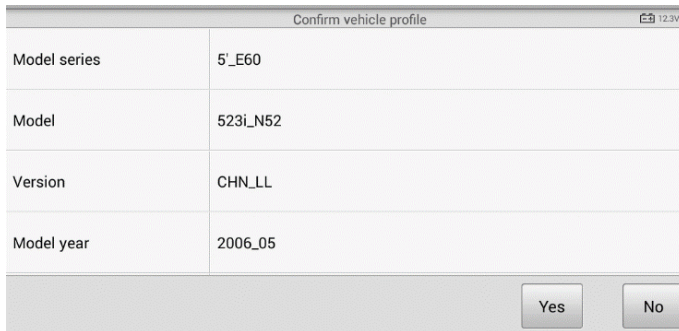 Confirm vehicle profile
12.3V
Model series 5'_E60
Model 523i_N52
Version CHN_LL
Model year 2006_05
Yes No